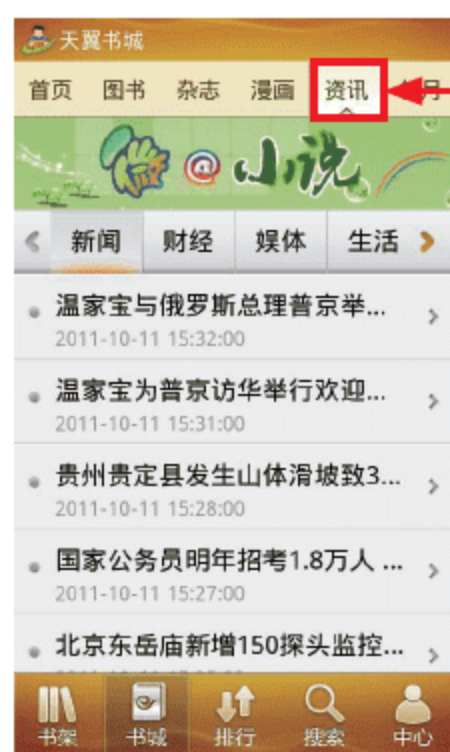 天翼书城
首页 图书 杂志 漫画 资讯 月
微@小说
新闻 财经 娱体 生活
温家宝与俄罗斯总理普京举...
2011-10-11 15:32:00
温家宝为普京访华举行欢迎...
2011-10-11 15:31:00
贵州贵定县发生山体滑坡致3...
2011-10-11 15:28:00
国家公务员明年招考1.8万人 ...
2011-10-11 15:27:00
北京东岳庙新增150探头监控...
书架 书城 排行 搜索 中心